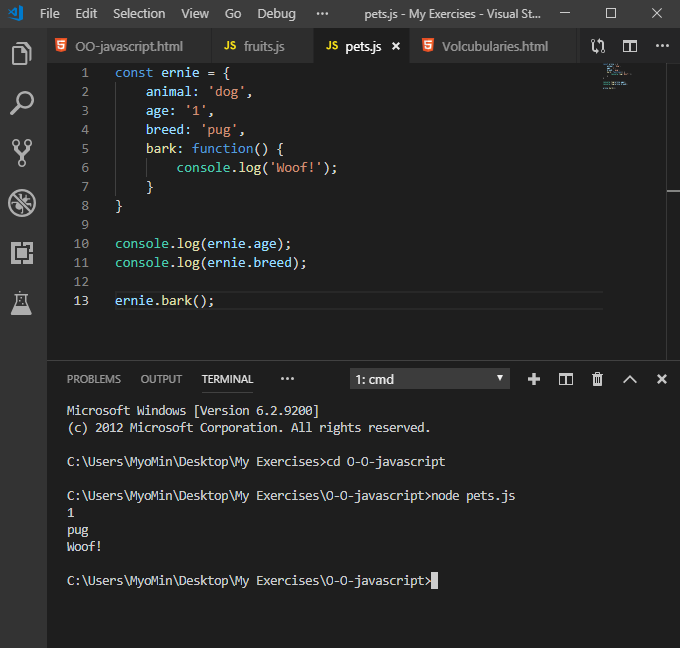 File Edit Selection View Go Debug ··· pets.js - My Exercises - Visual St...
OO-javascript.html JS fruits.js JS pets.js Volcubularies.html
1 const ernie = {
2 animal: 'dog',
3 age: '1',
4 breed: 'pug',
5 bark: function() {
6 console.log('Woof!');
7 }
8 }
9
10 console.log(ernie.age);
11 console.log(ernie.breed);
12
13 ernie.bark();
PROBLEMS OUTPUT TERMINAL ··· 1: cmd
Microsoft Windows [Version 6.2.9200]
(c) 2012 Microsoft Corporation. All rights reserved.
C:\Users\MyoMin\Desktop\My Exercises>cd O-O-javascript
C:\Users\MyoMin\Desktop\My Exercises\O-O-javascript>node pets.js
1
pug
Woof!
C:\Users\MyoMin\Desktop\My Exercises\O-O-javascript>